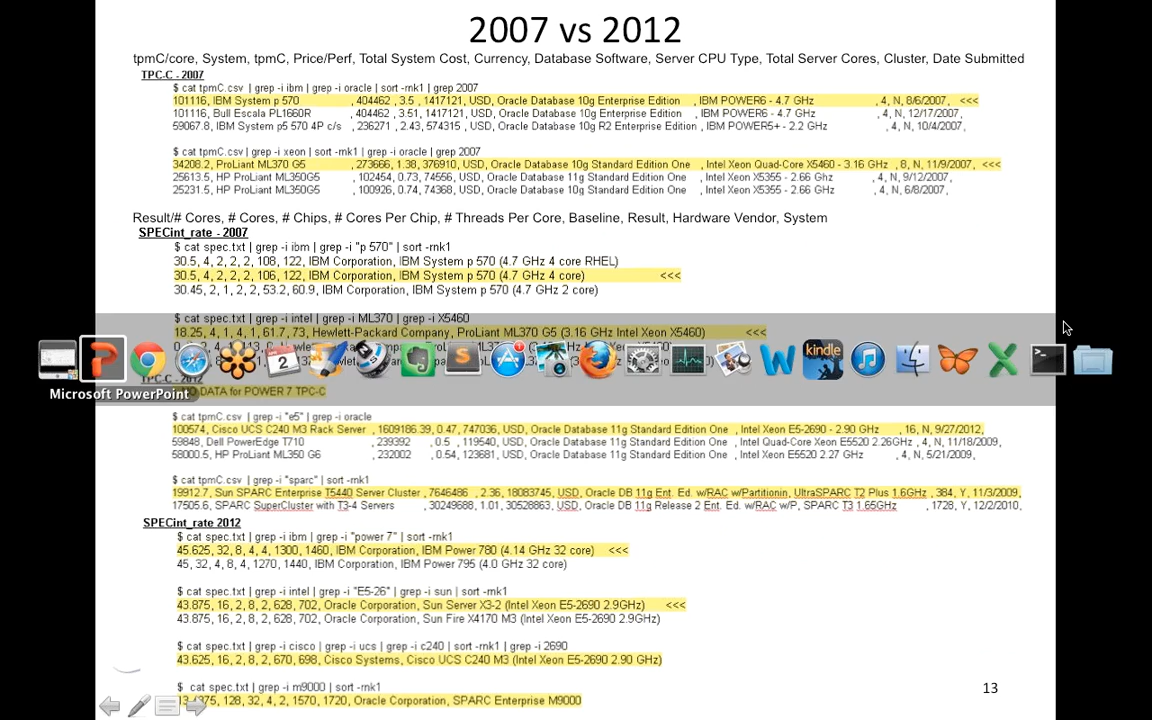 2007 vs 2012
tpmC/core, System, tpmC, Price/Perf, Total System Cost, Currency, Database Software, Server CPU Type, Total Server Cores, Cluster, Date Submitted
TPC-C - 2007
$ cat tpmC.csv | grep -i ibm | grep -i oracle | sort -rnk1 | grep 2007
101116, IBM System p 570 , 404462 , 3.5 , 1417121, USD, Oracle Database 10g Enterprise Edition , IBM POWER6 - 4.7 GHz , 4, N, 8/6/2007, <<<
101116, Bull Escala PL1660R , 404462 , 3.51, 1417121, USD, Oracle Database 10g Enterprise Edition , IBM POWER6 - 4.7 GHz , 4, N, 12/17/2007,
59067.8, IBM System p5 570 4P c/s , 236271 , 2.43, 574315 , USD, Oracle Database 10g R2 Enterprise Edition , IBM POWER5+ - 2.2 GHz , 4, N, 10/4/2007,
$ cat tpmC.csv | grep -i xeon | sort -rnk1 | grep -i oracle | grep 2007
34208.2, ProLiant ML370 G5 , 273666, 1.38, 376910, USD, Oracle Database 10g Standard Edition One , Intel Xeon Quad-Core X5460 - 3.16 GHz , 8, N, 11/9/2007, <<<
25613.5, HP ProLiant ML350G5 , 102454, 0.73, 74556, USD, Oracle Database 11g Standard Edition One , Intel Xeon X5355 - 2.66 Ghz , 4, N, 9/12/2007,
25231.5, HP ProLiant ML350G5 , 100926, 0.74, 74368, USD, Oracle Database 10g Standard Edition One , Intel Xeon X5355 - 2.66 Ghz , 4, N, 6/8/2007,
Result/# Cores, # Cores, # Chips, # Cores Per Chip, # Threads Per Core, Baseline, Result, Hardware Vendor, System
SPECint_rate - 2007
$ cat spec.txt | grep -i ibm | grep -i "p 570" | sort -rnk1
30.5, 4, 2, 2, 2, 108, 122, IBM Corporation, IBM System p 570 (4.7 GHz 4 core RHEL)
30.5, 4, 2, 2, 2, 106, 122, IBM Corporation, IBM System p 570 (4.7 GHz 4 core) <<<
30.45, 2, 1, 2, 2, 53.2, 60.9, IBM Corporation, IBM System p 570 (4.7 GHz 2 core)
$ cat spec.txt | grep -i intel | grep -i ML370 | grep -i X5460
18.25, 4, 1, 4, 1, 61.7, 73, Hewlett-Packard Company, ProLiant ML370 G5 (3.16 GHz Intel Xeon X5460) <<<
Microsoft PowerPoint
DATA for POWER 7 TPC-C
$ cat tpmC.csv | grep -i "e5" | grep -i oracle
100574, Cisco UCS C240 M3 Rack Server , 1609186.39, 0.47, 747036, USD, Oracle Database 11g Standard Edition One , Intel Xeon E5-2690 - 2.90 GHz , 16, N, 9/27/2012,
59848, Dell PowerEdge T710 , 239392 , 0.5 , 119540, USD, Oracle Database 11g Standard Edition One , Intel Quad-Core Xeon E5520 2.26GHz , 4, N, 11/18/2009,
58000.5, HP ProLiant ML350 G6 , 232002 , 0.54, 123681, USD, Oracle Database 11g Standard Edition One , Intel Xeon E5520 2.27 GHz , 4, N, 5/21/2009,
$ cat tpmC.csv | grep -i "sparc" | sort -rnk1
19912.7, Sun SPARC Enterprise T5440 Server Cluster , 7646486 , 2.36, 18083745, USD, Oracle DB 11g Ent. Ed. w/RAC w/Partitionin, UltraSPARC T2 Plus 1.6GHz , 384, Y, 11/3/2009,
17505.6, SPARC SuperCluster with T3-4 Servers , 30249688, 1.01, 30528863, USD, Oracle DB 11g Release 2 Ent. Ed. w/RAC w/P, SPARC T3 1.65GHz , 1728, Y, 12/2/2010,
SPECint_rate 2012
$ cat spec.txt | grep -i ibm | grep -i "power 7" | sort -rnk1
45.625, 32, 8, 4, 4, 1300, 1460, IBM Corporation, IBM Power 780 (4.14 GHz 32 core) <<<
45, 32, 4, 8, 4, 1270, 1440, IBM Corporation, IBM Power 795 (4.0 GHz 32 core)
$ cat spec.txt | grep -i intel | grep -i "E5-26" | grep -i sun | sort -rnk1
43.875, 16, 2, 8, 2, 628, 702, Oracle Corporation, Sun Server X3-2 (Intel Xeon E5-2690 2.9GHz) <<<
43.875, 16, 2, 8, 2, 628, 702, Oracle Corporation, Sun Fire X4170 M3 (Intel Xeon E5-2690 2.9GHz)
$ cat spec.txt | grep -i cisco | grep -i ucs | grep -i c240 | sort -rnk1 | grep -i 2690
43.625, 16, 2, 8, 2, 670, 698, Cisco Systems, Cisco UCS C240 M3 (Intel Xeon E5-2690 2.90 GHz)
$ cat spec.txt | grep -i m9000 | sort -rnk1
128, 32, 4, 2, 1570, 1720, Oracle Corporation, SPARC Enterprise M9000
13